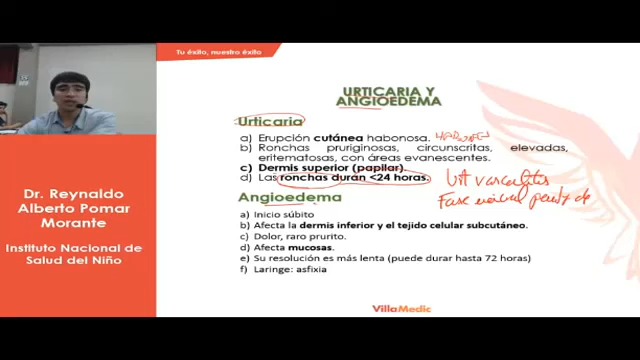 Tu éxito, nuestro éxito
URTICARIA Y
ANGIOEDEMA
Urticaria
a) Erupción cutánea habonosa. HABONES
b) Ronchas pruriginosas, circunscritas, elevadas,
eritematosas, con áreas evanescentes.
c) Dermis superior (papilar).
d) Las ronchas duran <24 horas.
Urt vasculitis
Fase inicial de
Angioedema
a) Inicio súbito
b) Afecta la dermis inferior y el tejido celular subcutáneo.
c) Dolor, raro prurito.
d) Afecta mucosas.
e) Su resolución es más lenta (puede durar hasta 72 horas)
f) Laringe: asfixia
Dr. Reynaldo
Alberto Pomar
Morante
Instituto Nacional de
Salud del Niño
VillaMedic